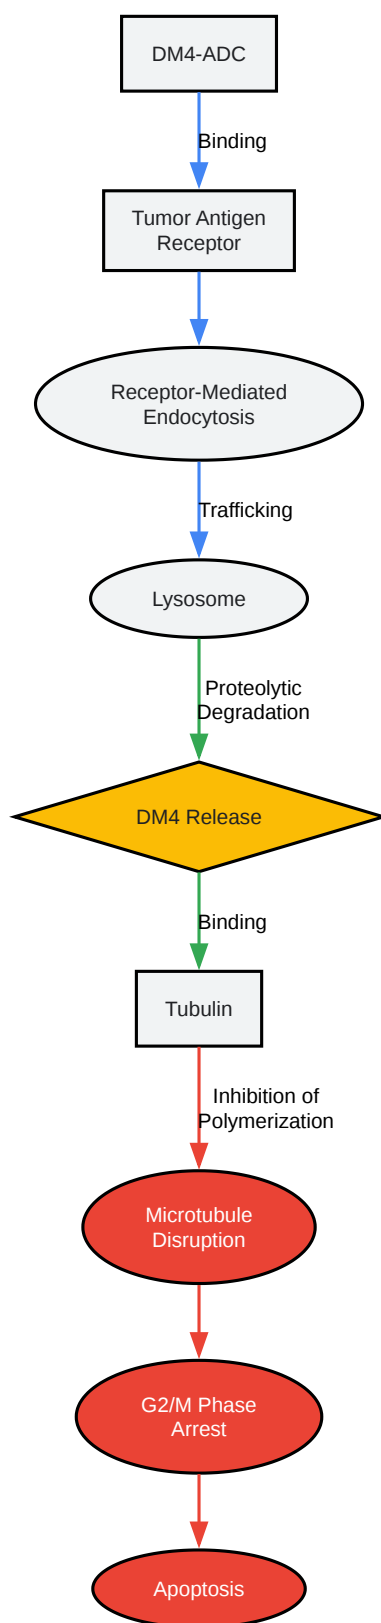 DM4-ADC
Binding
Tumor Antigen
Receptor
Receptor-Mediated
Endocytosis
Trafficking
Lysosome
Proteolytic
Degradation
DM4 Release
Binding
Tubulin
Inhibition of
Polymerization
Microtubule
Disruption
G2/M Phase
Arrest
Apoptosis